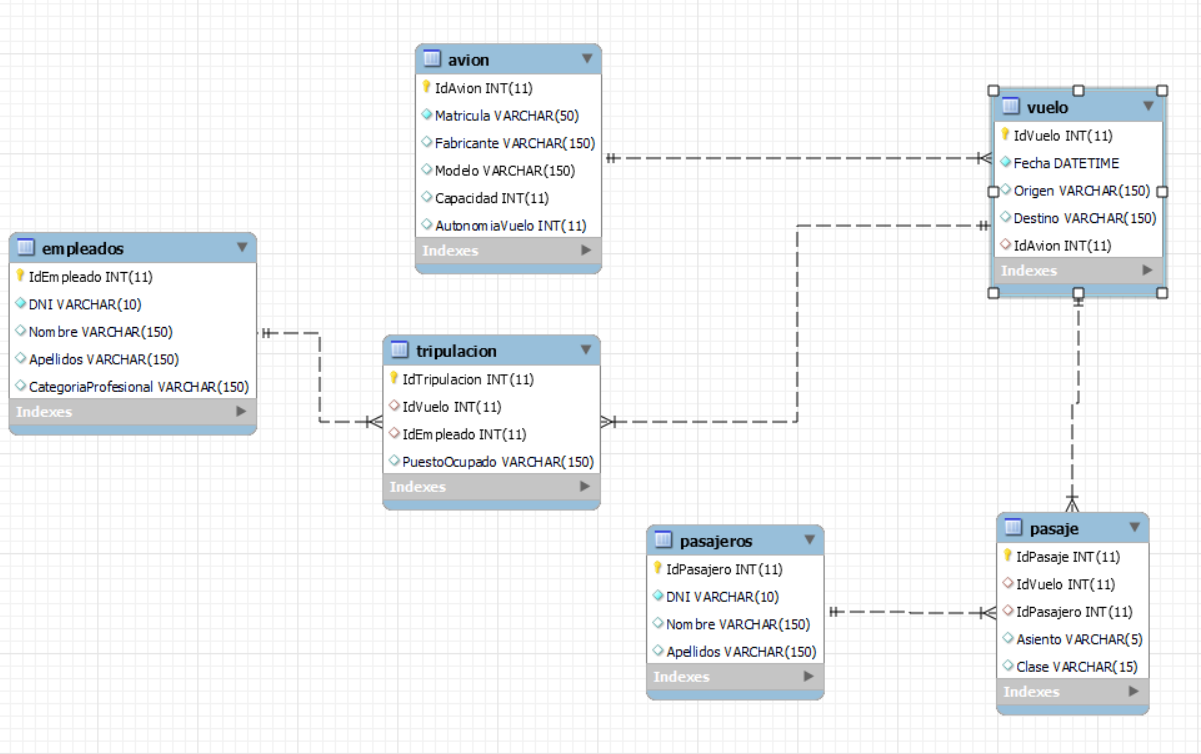 avion
IdAvion INT(11)
Matricula VARCHAR(50)
Fabricante VARCHAR(150)
Modelo VARCHAR(150)
Capacidad INT(11)
AutonomiaVuelo INT(11)
Indexes
vuelo
IdVuelo INT(11)
Fecha DATETIME
Origen VARCHAR(150)
Destino VARCHAR(150)
IdAvion INT(11)
Indexes
empleados
IdEmpleado INT(11)
DNI VARCHAR(10)
Nombre VARCHAR(150)
Apellidos VARCHAR(150)
CategoriaProfesional VARCHAR(150)
Indexes
tripulacion
IdTripulacion INT(11)
IdVuelo INT(11)
IdEmpleado INT(11)
PuestoOcupado VARCHAR(150)
Indexes
pasajeros
IdPasajero INT(11)
DNI VARCHAR(10)
Nombre VARCHAR(150)
Apellidos VARCHAR(150)
Indexes
pasaje
IdPasaje INT(11)
IdVuelo INT(11)
IdPasajero INT(11)
Asiento VARCHAR(5)
Clase VARCHAR(15)
Indexes